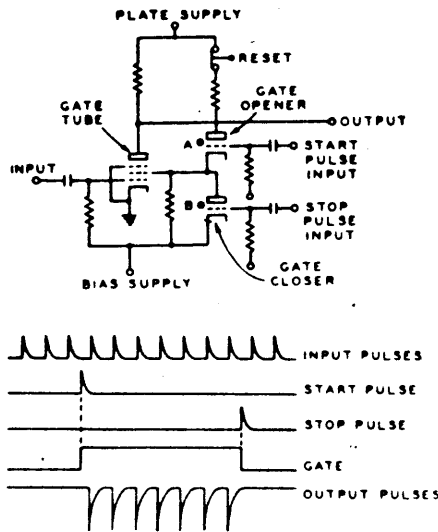 PLATE SUPPLY
RESET
GATE
OPENER
GATE
TUBE
OUTPUT
A
START
PULSE
INPUT
INPUT
B
STOP
PULSE
INPUT
GATE
CLOSER
BIAS SUPPLY
INPUT PULSES
START PULSE
STOP PULSE
GATE
OUTPUT PULSES